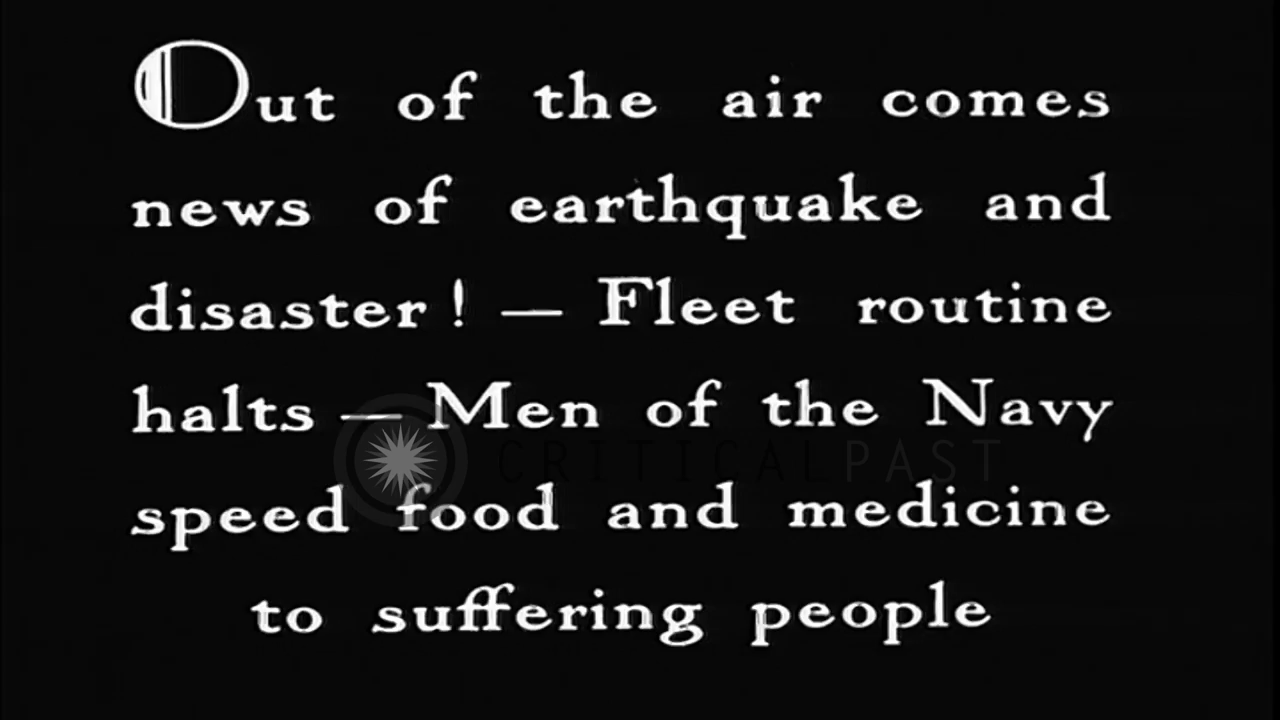 Out of the air comes
news of earthquake and
disaster! — Fleet routine
halts — Men of the Navy
CRITICALPAST
speed food and medicine
to suffering people